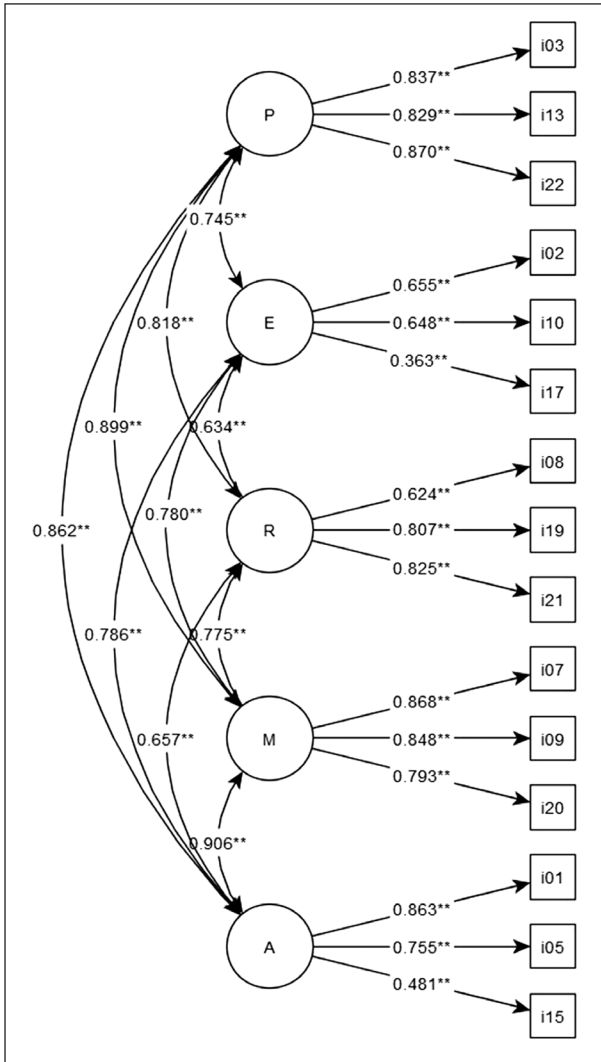 i03
0.837**
P
0.829**
i13
0.870**
i22
0.745**
i02
0.655**
E
0.648**
i10
0.818**
0.363**
i17
0.899**
0.634**
i08
0.624**
0.780**
R
0.807**
i19
0.862**
0.825**
i21
0.786**
0.775**
i07
0.868**
0.657**
M
0.848**
i09
0.793**
i20
0.906**
i01
0.863**
A
0.755**
i05
0.481**
i15